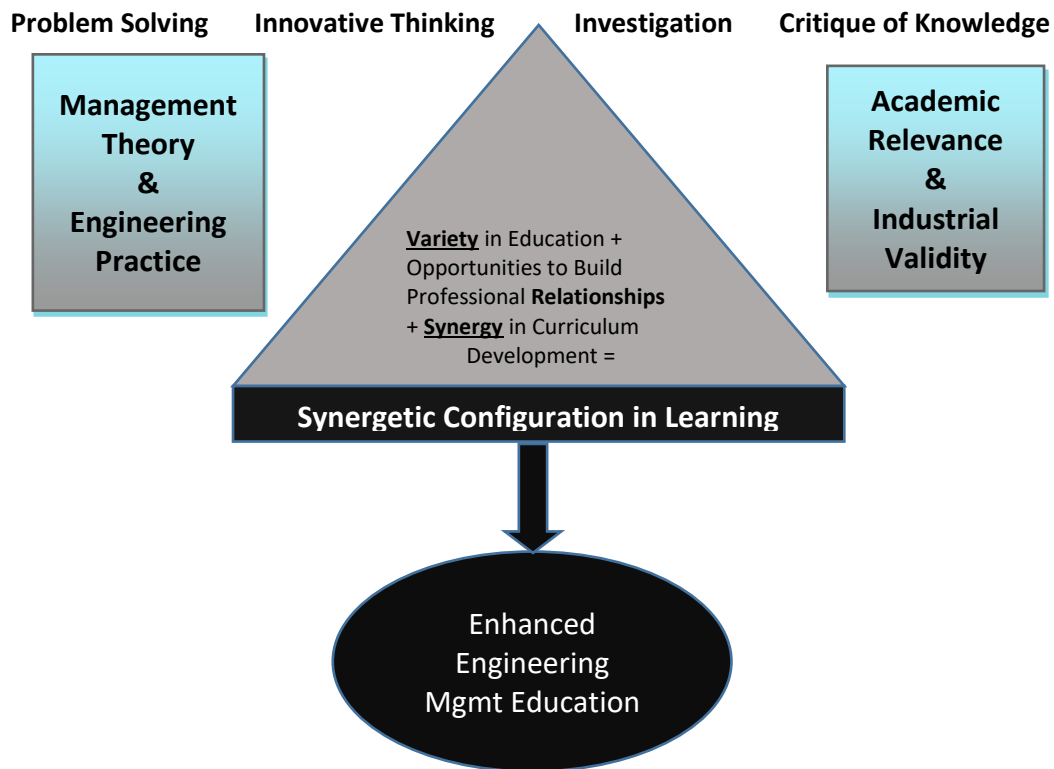 Problem Solving Innovative Thinking Investigation Critique of Knowledge
Management
Theory
&
Engineering
Practice
Academic
Relevance
&
Industrial
Validity
Variety in Education +
Opportunities to Build
Professional Relationships
+ Synergy in Curriculum
Development =
Synergetic Configuration in Learning
Enhanced
Engineering
Mgmt Education